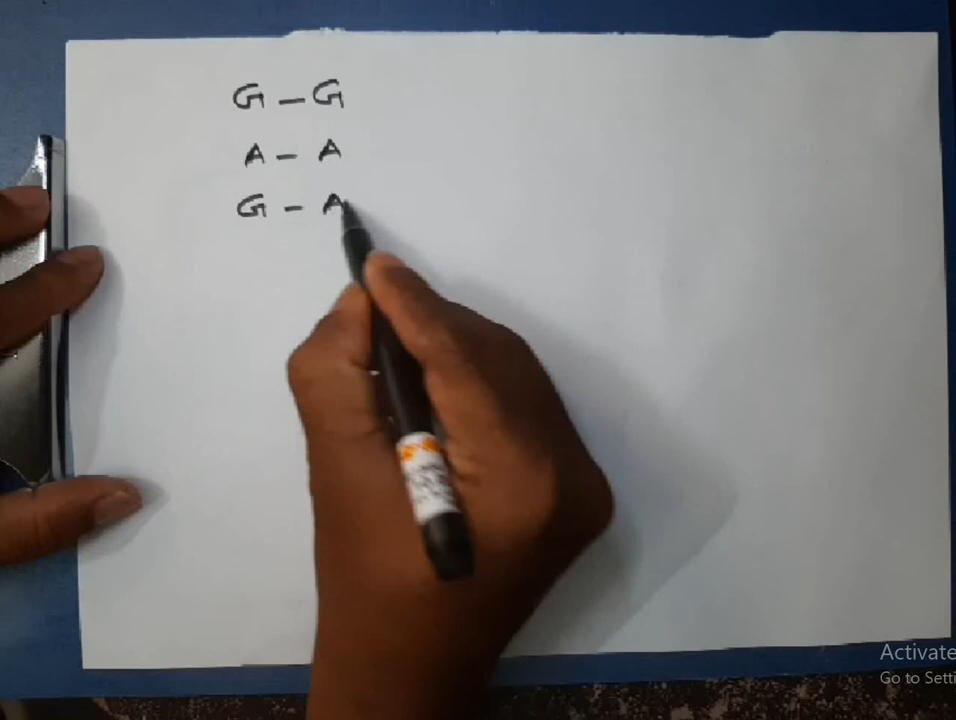 G - G
A - A
G - A
Activate
Go to Setti